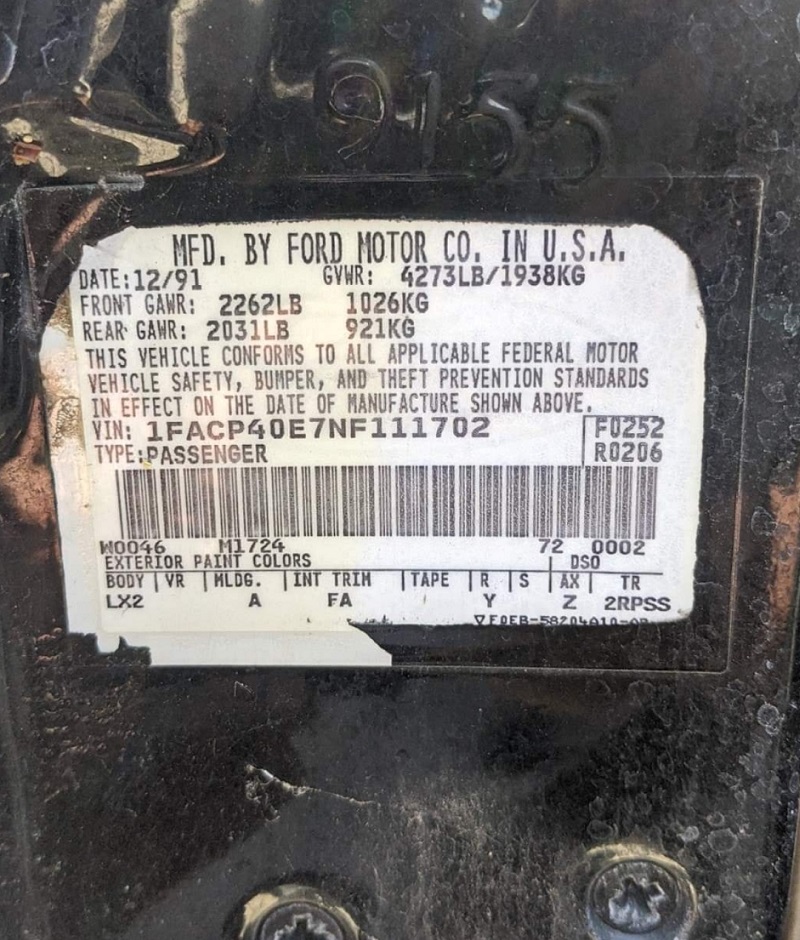 9155
MFD. BY FORD MOTOR CO. IN U.S.A.
DATE: 12/91 GVWR: 4273LB/1938KG
FRONT GAWR: 2262LB 1026KG
REAR GAWR: 2031LB 921KG
THIS VEHICLE CONFORMS TO ALL APPLICABLE FEDERAL MOTOR
VEHICLE SAFETY, BUMPER, AND THEFT PREVENTION STANDARDS
IN EFFECT ON THE DATE OF MANUFACTURE SHOWN ABOVE.
VIN: 1FACP40E7NF111702 F0252
TYPE: PASSENGER R0206
W0046 M1724 72 0002
EXTERIOR PAINT COLORS DSO
BODY VR MLDG. INT TRIM TAPE R S AX TR
LX2 A FA Y Z 2RPSS